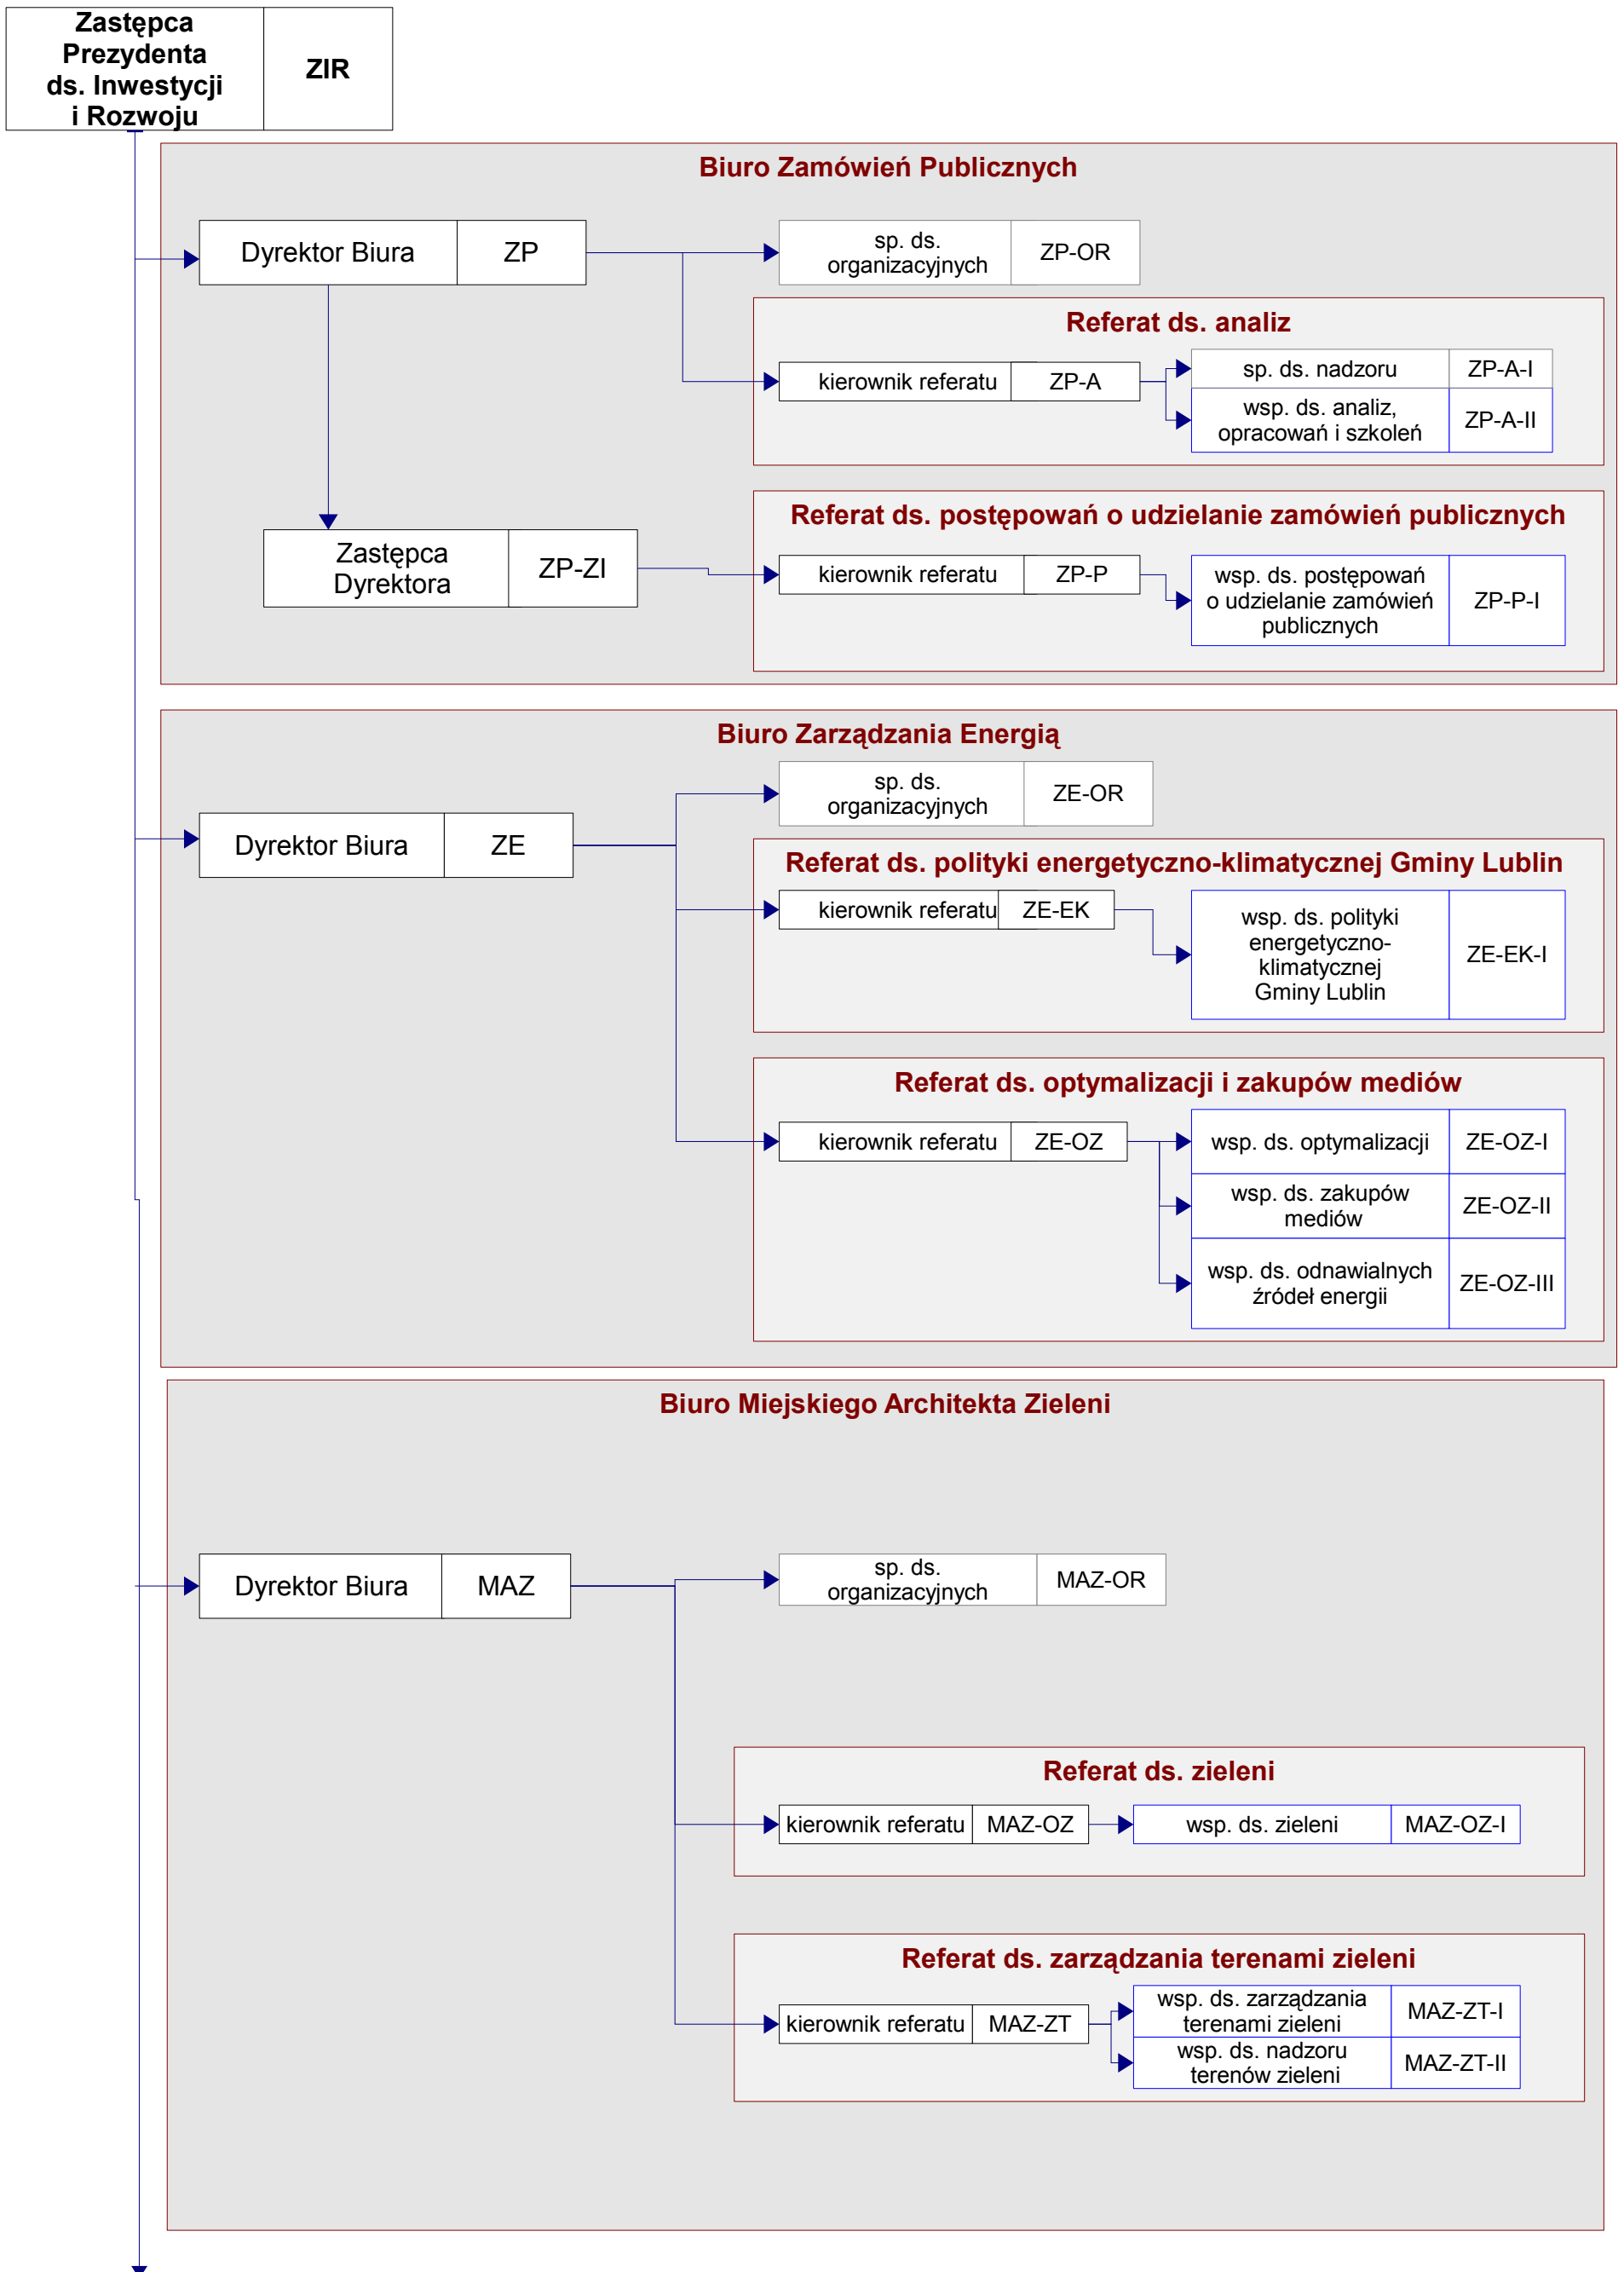 Zastępca
Prezydenta
ds. Inwestycji
i Rozwoju
ZIR
Biuro Zamówień Publicznych
Dyrektor Biura
ZP
sp. ds.
organizacyjnych
ZP-OR
Referat ds. analiz
kierownik referatu
ZP-A
sp. ds. nadzoru
ZP-A-I
wsp. ds. analiz,
opracowań i szkoleń
ZP-A-II
Zastępca
Dyrektora
ZP-ZI
Referat ds. postępowań o udzielanie zamówień publicznych
kierownik referatu
ZP-P
wsp. ds. postępowań
o udzielanie zamówień
publicznych
ZP-P-I
Biuro Zarządzania Energią
Dyrektor Biura
ZE
sp. ds.
organizacyjnych
ZE-OR
Referat ds. polityki energetyczno-klimatycznej Gminy Lublin
kierownik referatu
ZE-EK
wsp. ds. polityki
energetyczno-
klimatycznej
Gminy Lublin
ZE-EK-I
Referat ds. optymalizacji i zakupów mediów
kierownik referatu
ZE-OZ
wsp. ds. optymalizacji
ZE-OZ-I
wsp. ds. zakupów
mediów
ZE-OZ-II
wsp. ds. odnawialnych
źródeł energii
ZE-OZ-III
Biuro Miejskiego Architekta Zieleni
Dyrektor Biura
MAZ
sp. ds.
organizacyjnych
MAZ-OR
Referat ds. zieleni
kierownik referatu
MAZ-OZ
wsp. ds. zieleni
MAZ-OZ-I
Referat ds. zarządzania terenami zieleni
kierownik referatu
MAZ-ZT
wsp. ds. zarządzania
terenami zieleni
MAZ-ZT-I
wsp. ds. nadzoru
terenów zieleni
MAZ-ZT-II